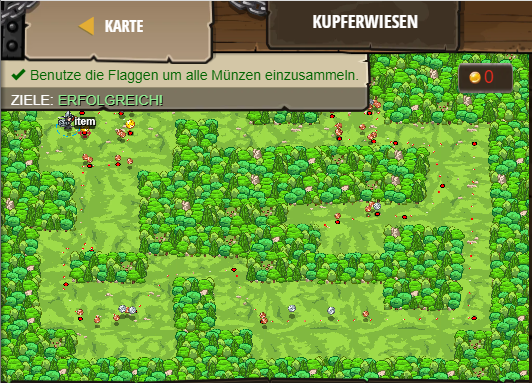 KARTE
KUPFERWIESEN
✔ Benutze die Flaggen um alle Münzen einzusammeln.
0
ZIELE: ERFOLGREICH!
item